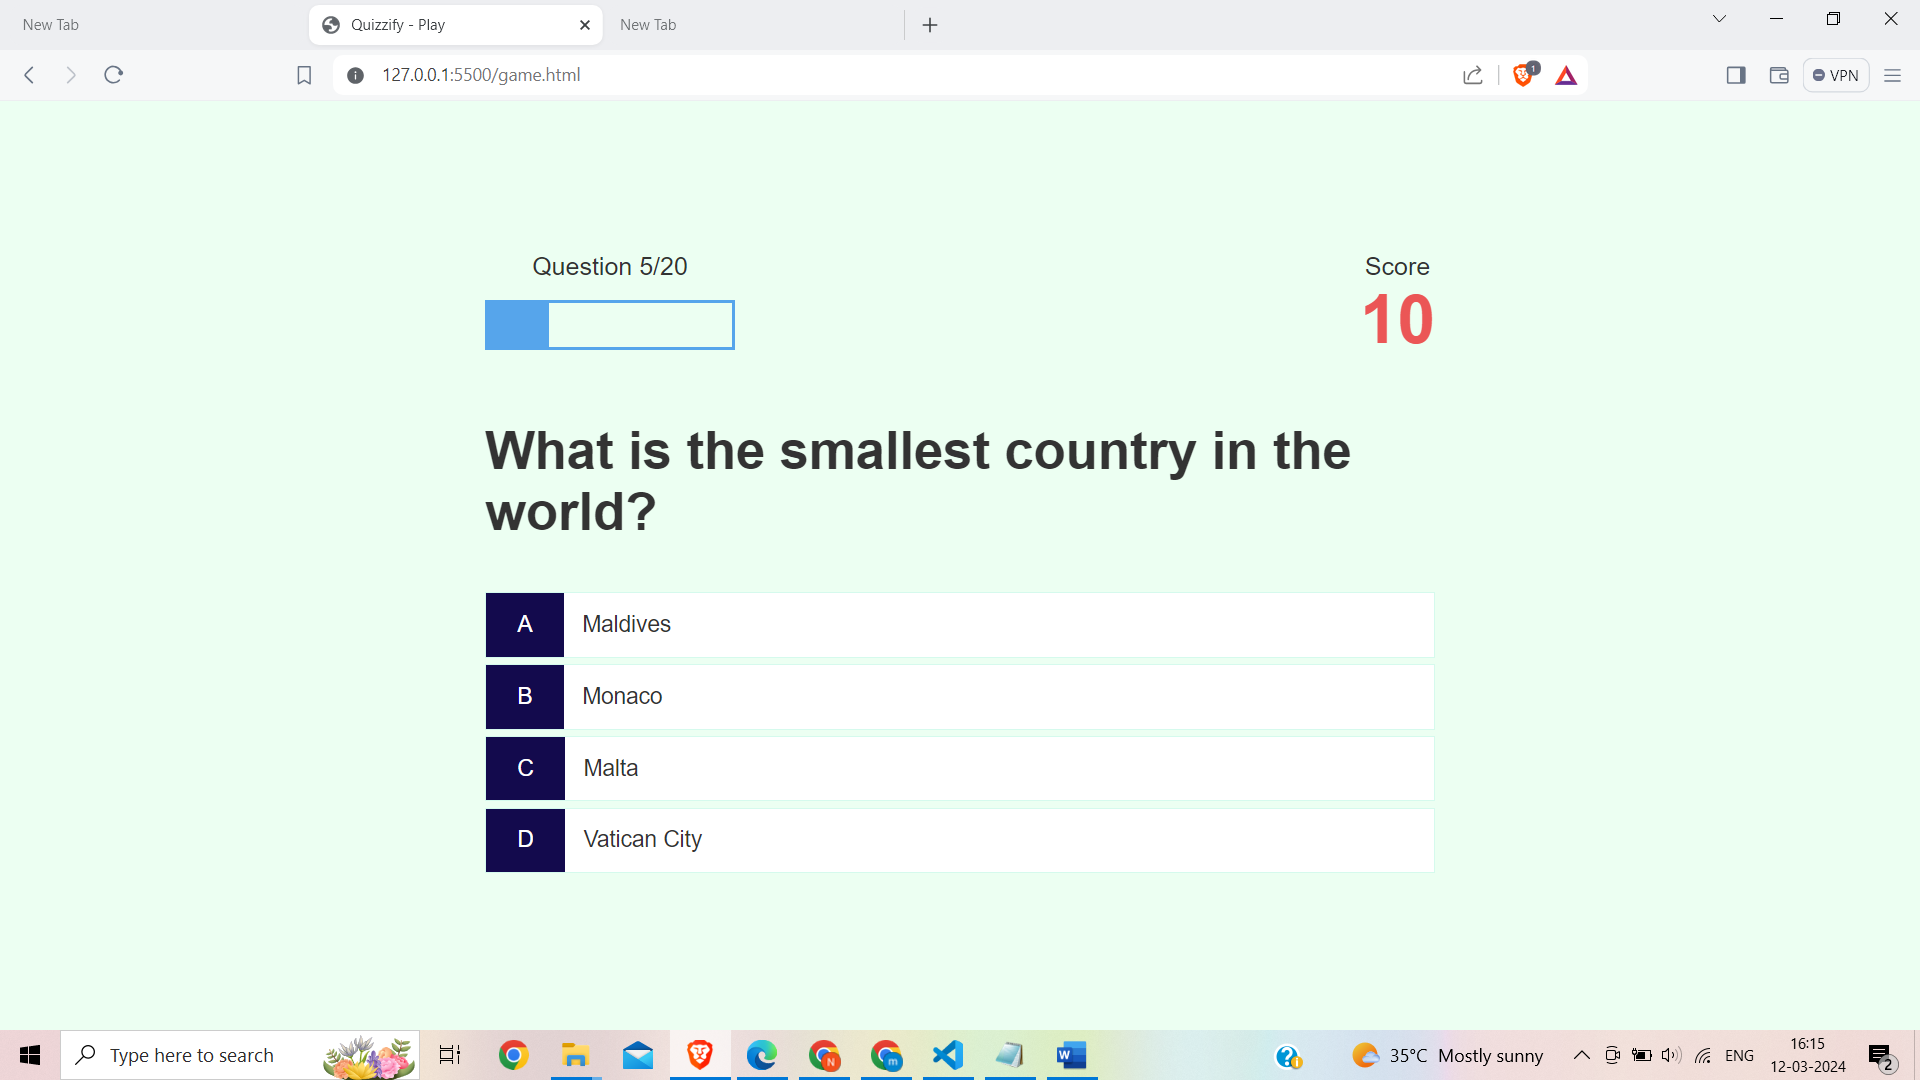 New Tab
Quizzify - Play
New Tab
127.0.0.1:5500/game.html
1
VPN
Question 5/20
Score
10
What is the smallest country in the
world?
A Maldives
B Monaco
C Malta
D Vatican City
Type here to search
N
m
W
35°C Mostly sunny
ENG
16:15
12-03-2024
2